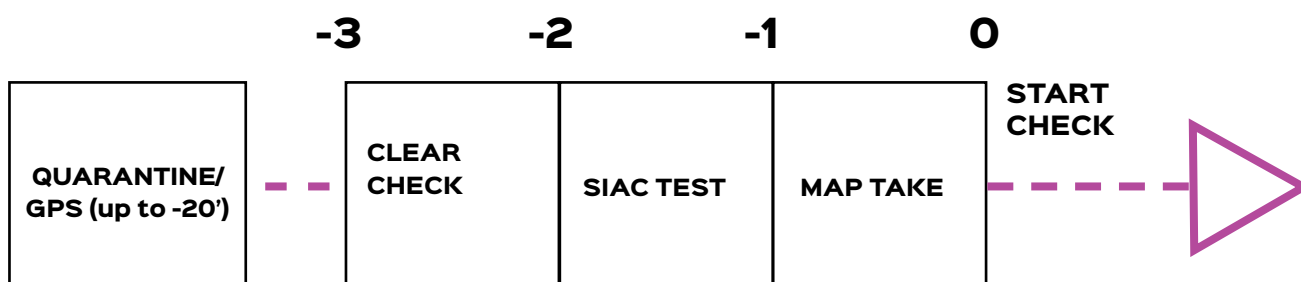 -3
-2
-1
0
QUARANTINE/
GPS (up to -20’)
CLEAR
CHECK
SIAC TEST
MAP TAKE
START
CHECK